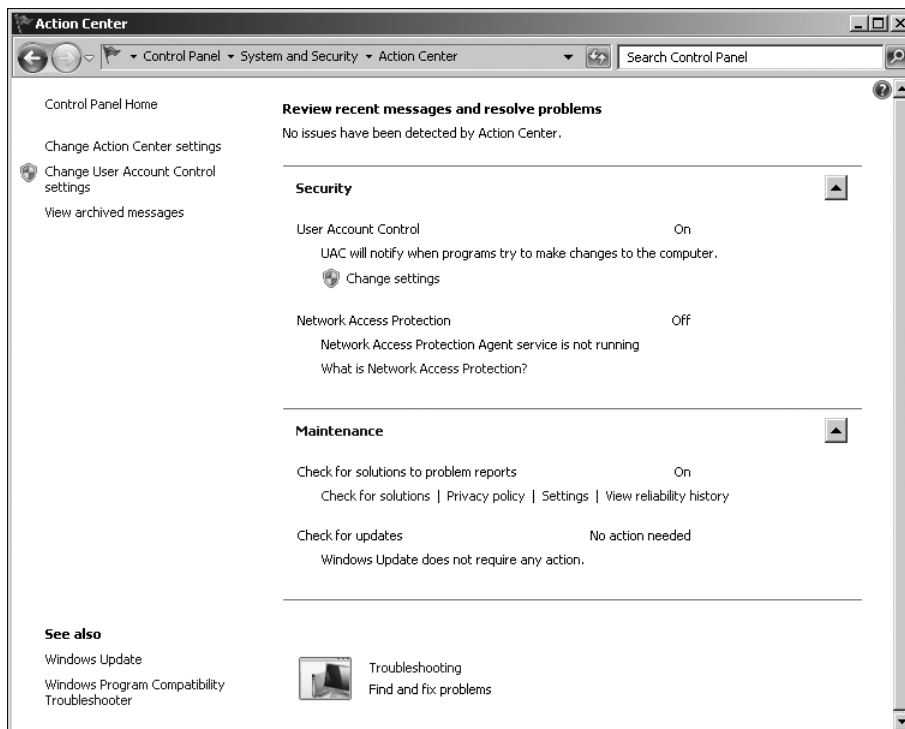 Action Center
Control Panel
System and Security
Action Center
Search Control Panel
Control Panel Home
Change Action Center settings
Change User Account Control
settings
View archived messages
Review recent messages and resolve problems
No issues have been detected by Action Center.
Security
User Account Control On
UAC will notify when programs try to make changes to the computer.
Change settings
Network Access Protection Off
Network Access Protection Agent service is not running
What is Network Access Protection?
Maintenance
Check for solutions to problem reports On
Check for solutions | Privacy policy | Settings | View reliability history
Check for updates No action needed
Windows Update does not require any action.
See also
Windows Update
Windows Program Compatibility
Troubleshooter
Troubleshooting
Find and fix problems